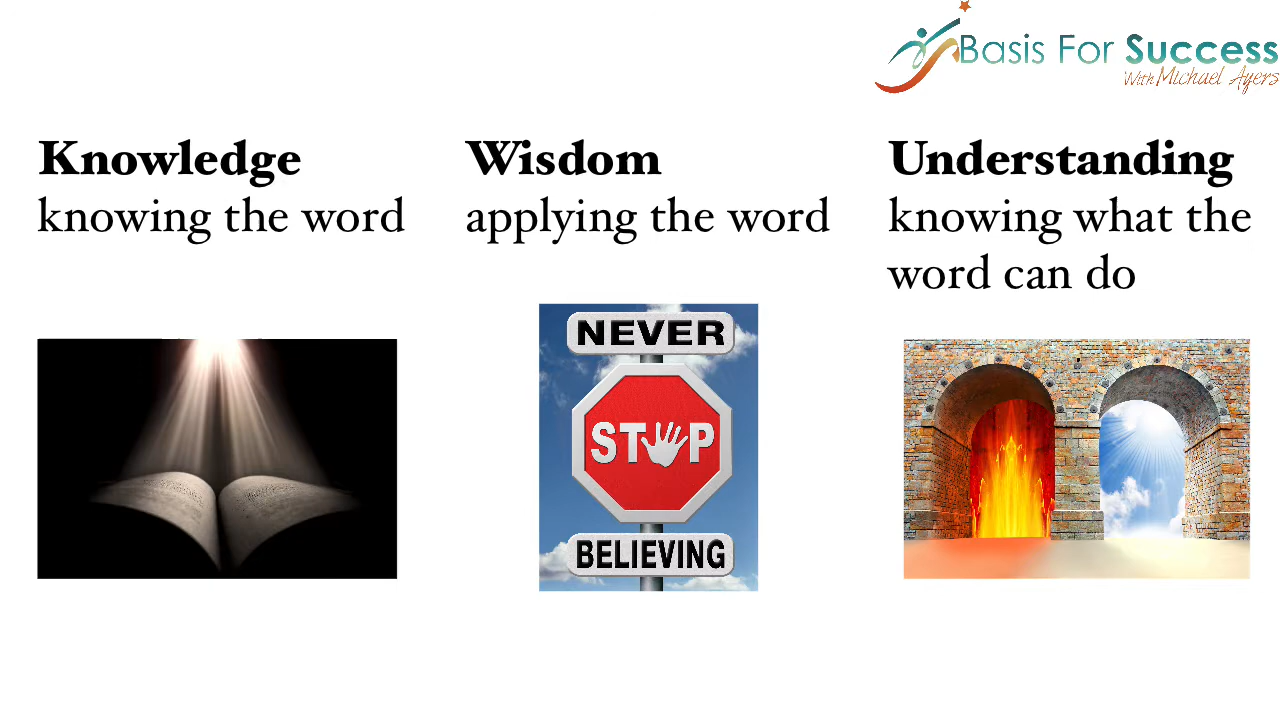 Basis For Success
With Michael Ayers
Knowledge
knowing the word
Wisdom
applying the word
Understanding
knowing what the
word can do
NEVER
STOP
BELIEVING